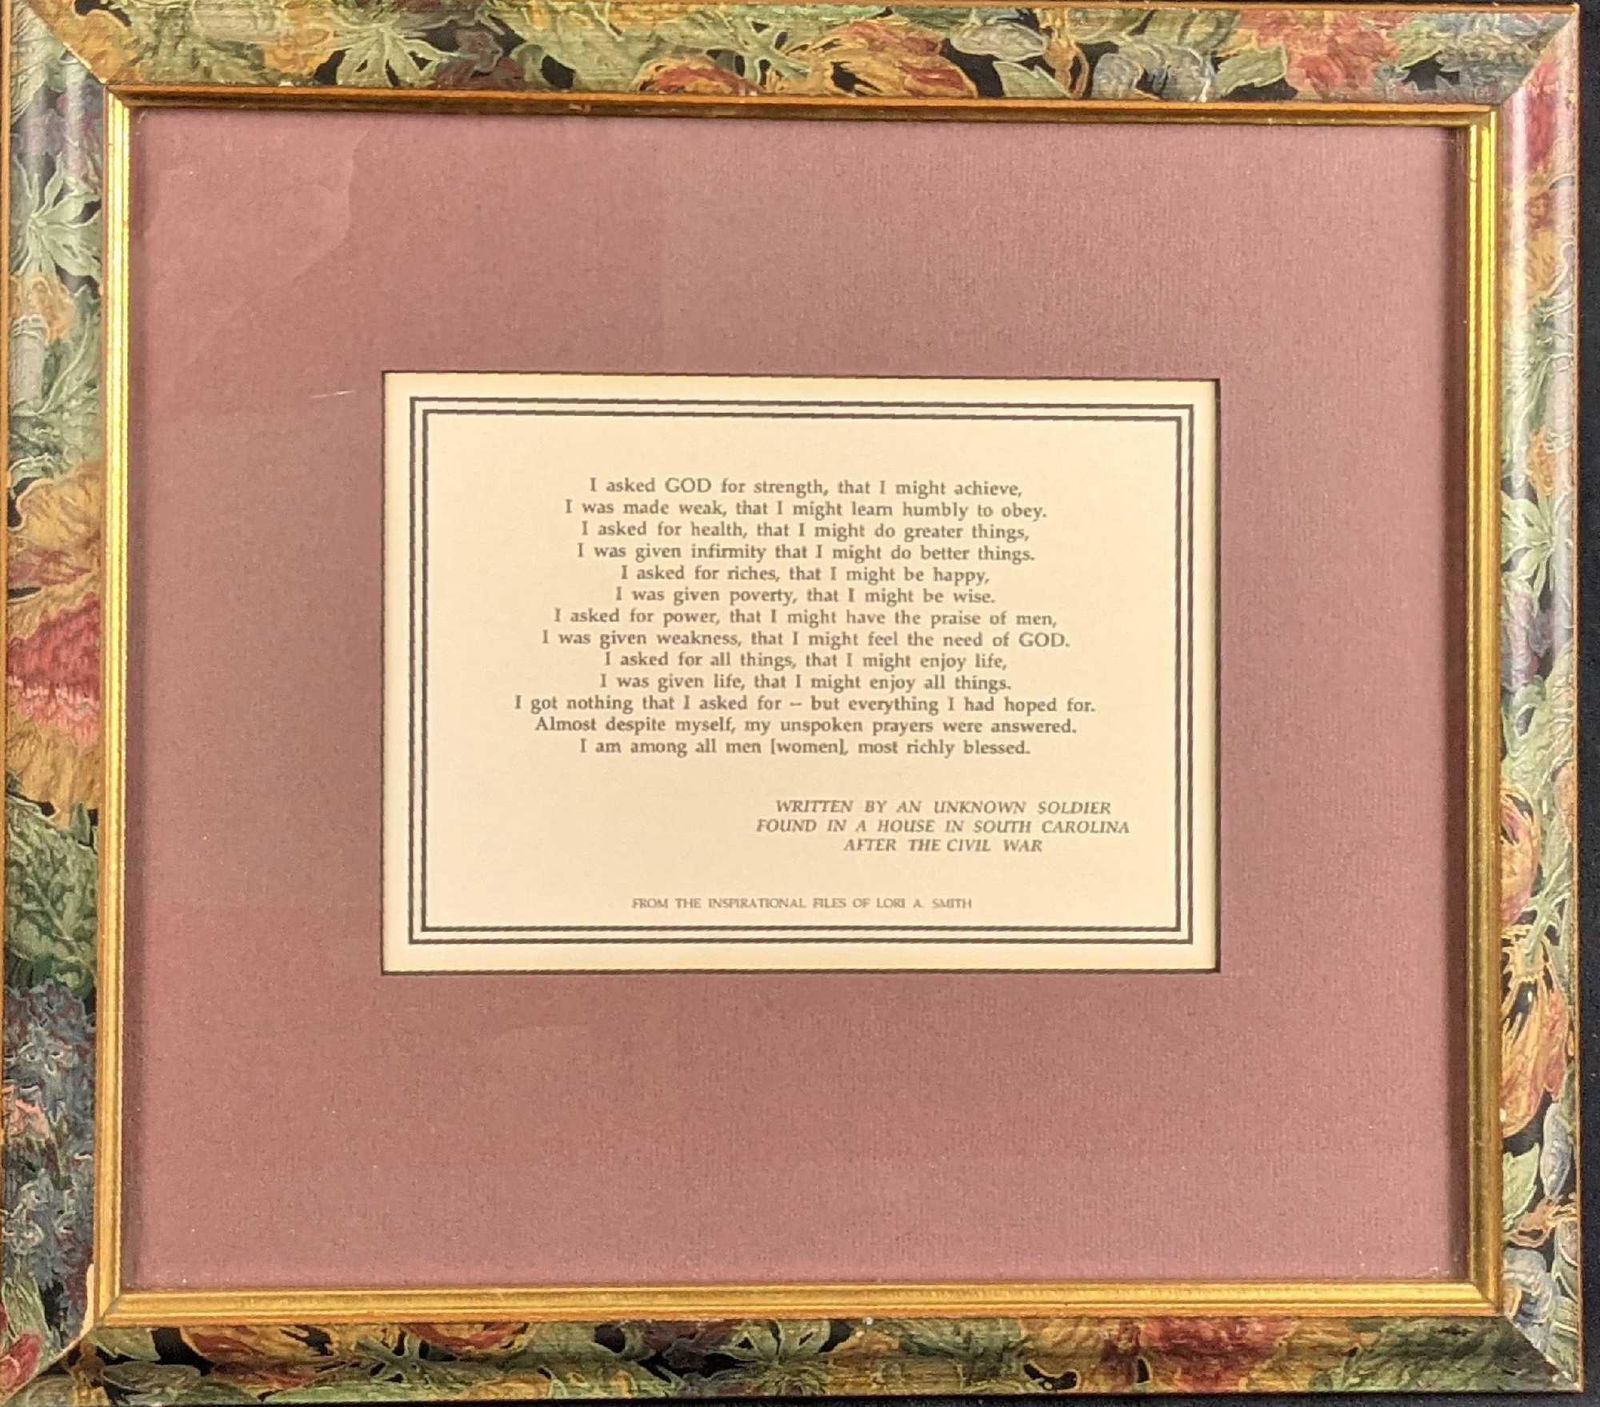 I asked GOD for strength, that I might achieve,
I was made weak, that I might learn humbly to obey.
I asked for health, that I might do greater things,
I was given infirmity that I might do better things.
I asked for riches, that I might be happy,
I was given poverty, that I might be wise.
I asked for power, that I might have the praise of men,
I was given weakness, that I might feel the need of GOD.
I asked for all things, that I might enjoy life,
I was given life, that I might enjoy all things.
I got nothing that I asked for – but everything I had hoped for.
Almost despite myself, my unspoken prayers were answered.
I am among all men [women], most richly blessed.
WRITTEN BY AN UNKNOWN SOLDIER
FOUND IN A HOUSE IN SOUTH CAROLINA
AFTER THE CIVIL WAR
FROM THE INSPIRATIONAL FILES OF LORI A. SMITH